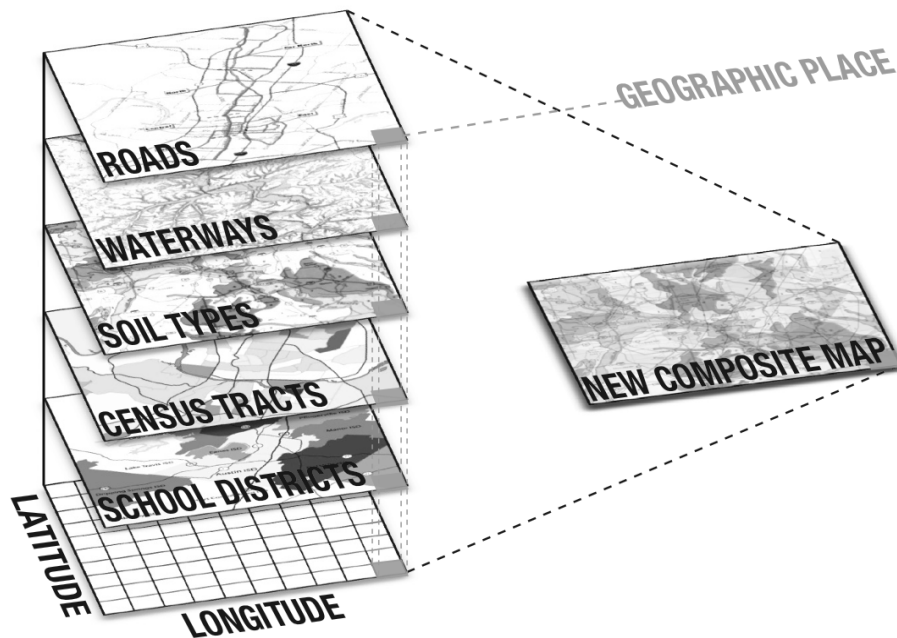 GEOGRAPHIC PLACE
ROADS
WATERWAYS
SOIL TYPES
CENSUS TRACTS
SCHOOL DISTRICTS
NEW COMPOSITE MAP
LATITUDE
LONGITUDE